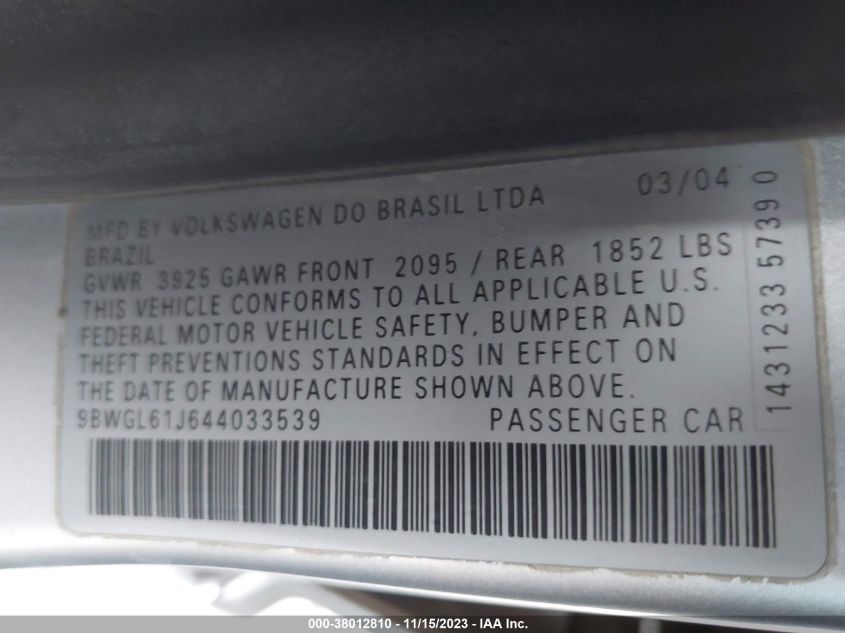 MFD BY VOLKSWAGEN DO BRASIL LTDA 03/04
BRAZIL
GVWR 3925 GAWR FRONT 2095 / REAR 1852 LBS
THIS VEHICLE CONFORMS TO ALL APPLICABLE U.S.
FEDERAL MOTOR VEHICLE SAFETY, BUMPER AND
THEFT PREVENTIONS STANDARDS IN EFFECT ON
THE DATE OF MANUFACTURE SHOWN ABOVE.
9BWGL61J644033539 PASSENGER CAR
1431233 57390
000-38012810 - 11/15/2023 - IAA Inc.